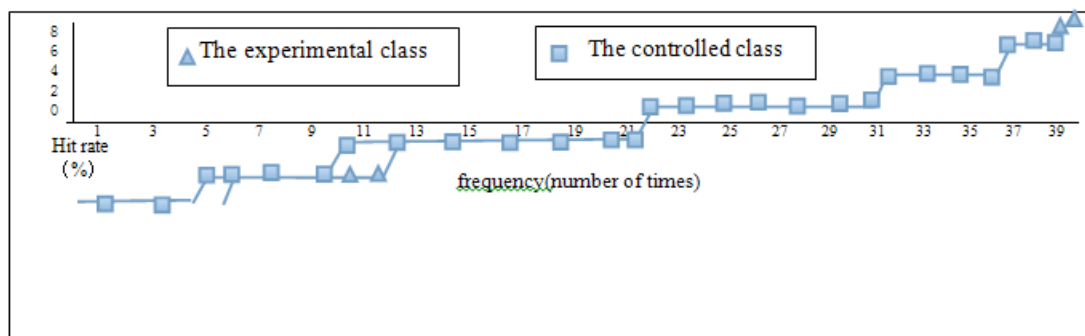 8
The experimental class
The controlled class
6
4
2
0
1 3 5 7 9 13 15 17 19 21 23 25 27 29 31 33 35 37 39
Hit rate
(%)
frequency(number of times)